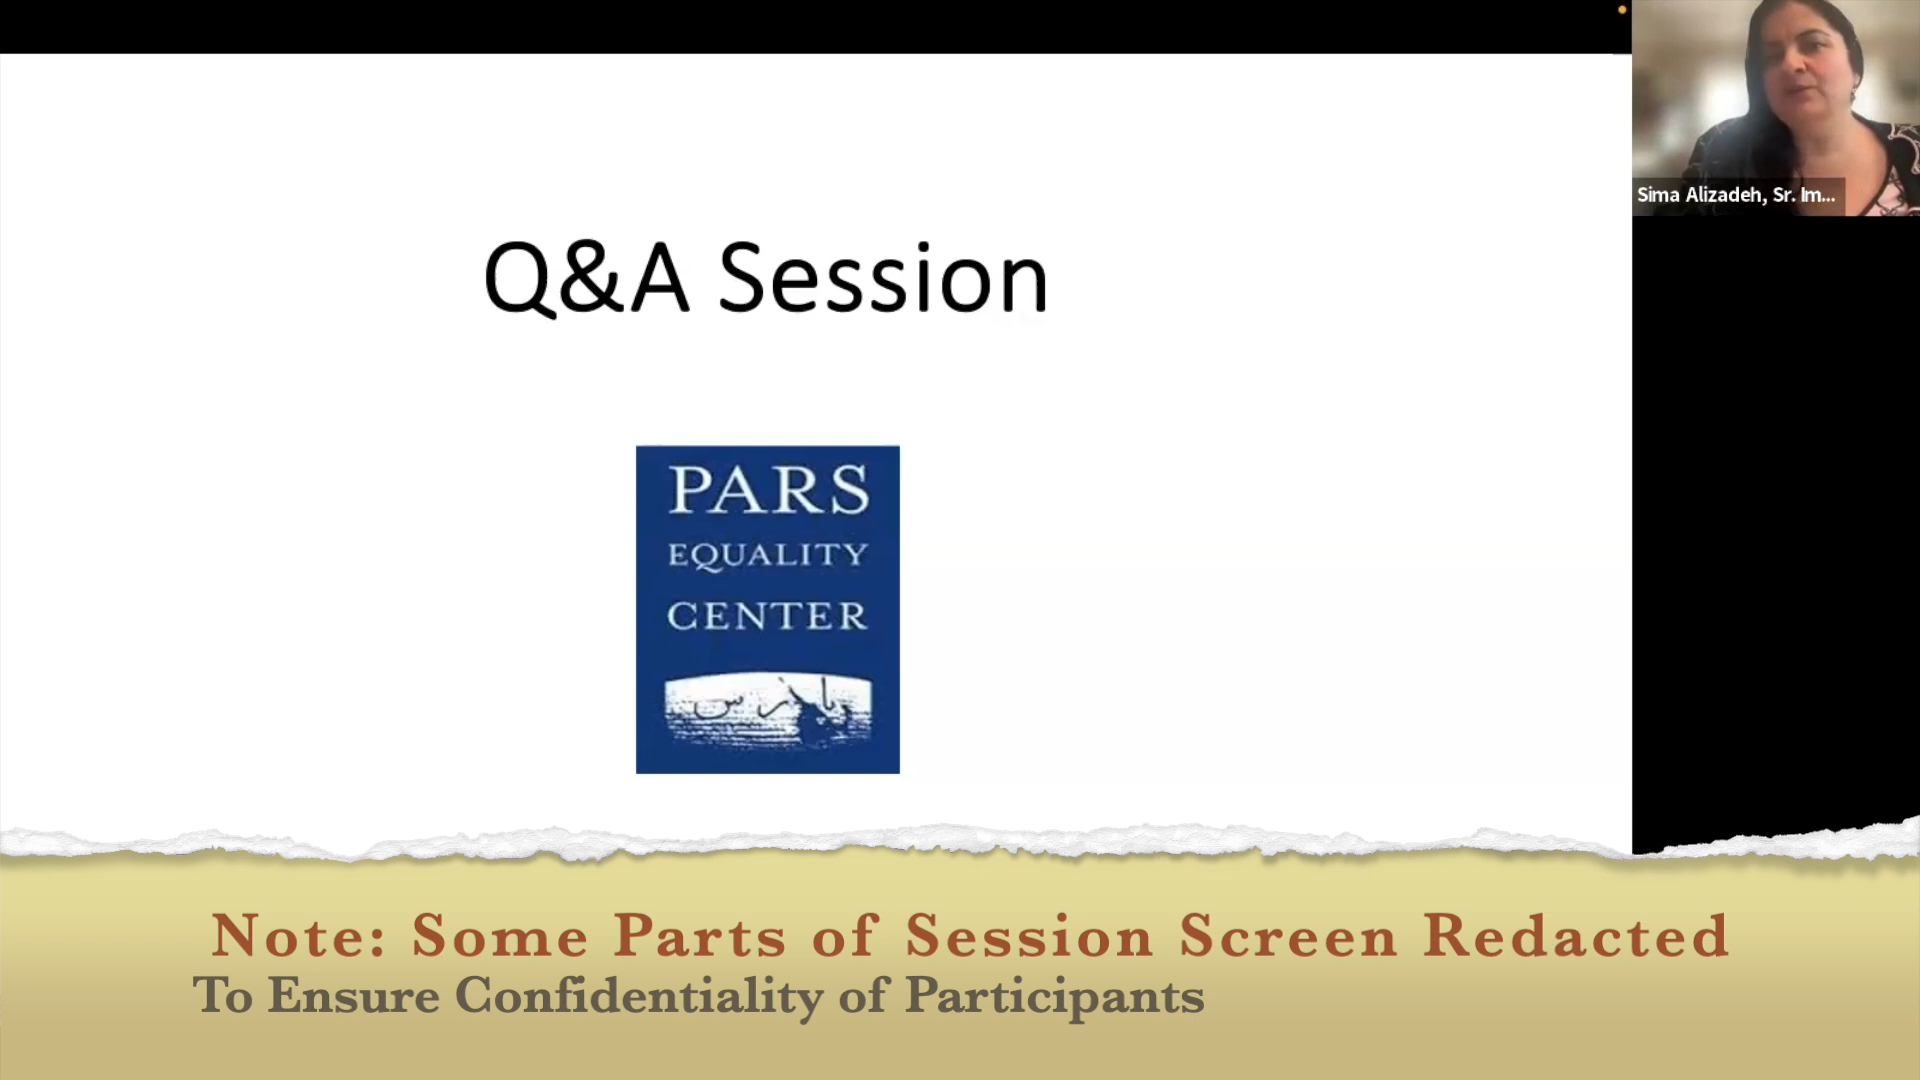 Q&A Session
PARS
EQUALITY
CENTER
پارس
Sima Alizadeh, Sr. Im...
Note: Some Parts of Session Screen Redacted
To Ensure Confidentiality of Participants